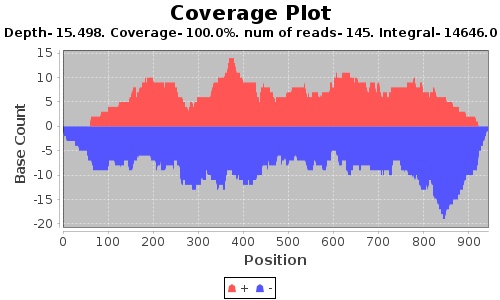 Coverage Plot
Depth-15.498. Coverage-100.0%. num of reads-145. Integral-14646.0
15
10
5
0
-5
-10
-15
-20
Base Count
0 100 200 300 400 500 600 700 800 900
Position
+ -